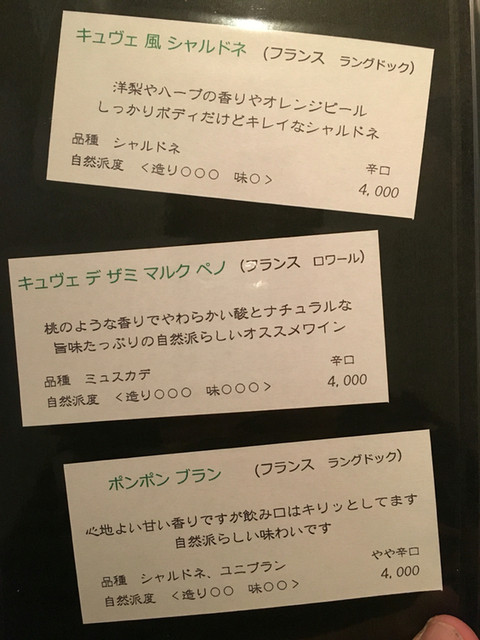 キュヴェ 風 シャルドネ (フランス ラングドック)
洋梨やハーブの香りやオレンジピール
しっかりボディだけどキレイなシャルドネ
品種 シャルドネ
辛口
自然派度 <造り○○○ 味○>
4,000
キュヴェ デ ザミ マルク ペノ (フランス ロワール)
桃のような香りでやわらかい酸とナチュラルな
旨味たっぷりの自然派らしいオススメワイン
品種 ミュスカデ
辛口
自然派度 <造り○○○ 味○○○>
4,000
ポンポン ブラン (フランス ラングドック)
心地よい甘い香りですが飲み口はキリッとしてます
自然派らしい味わいです
品種 シャルドネ、ユニブラン
やや辛口
自然派度 <造り○○ 味○○>
4,000